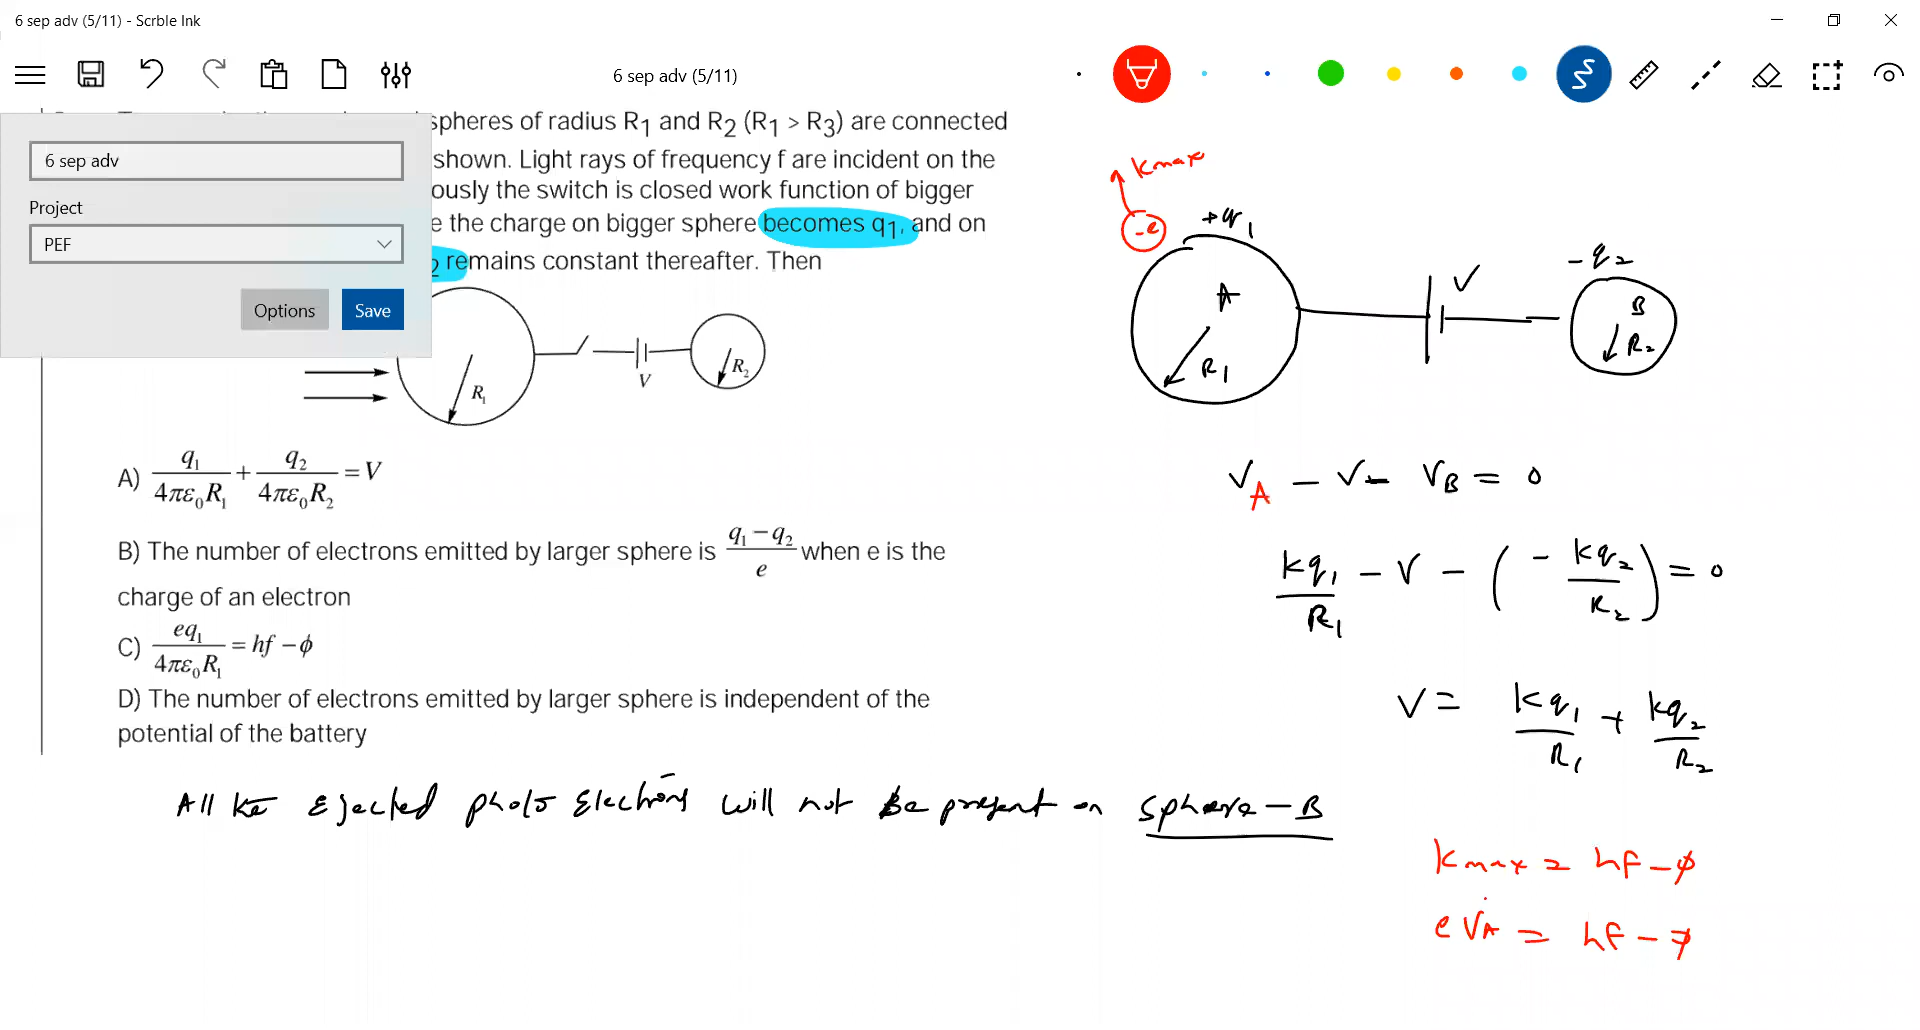 6 sep adv (5/11) - Scrble Ink
6 sep adv (5/11)
spheres of radius R1 and R2 (R1 > R3) are connected
6 sep adv
shown. Light rays of frequency f are incident on the
ously the switch is closed work function of bigger
Project
e the charge on bigger sphere becomes q1, and on
PEF
2 remains constant thereafter. Then
Options Save
R1 V R2
A) q1/4πε0R1 + q2/4πε0R2 = V
B) The number of electrons emitted by larger sphere is q1 − q2/e when e is the
charge of an electron
C) eq1/4πε0R1 = hf − ϕ
D) The number of electrons emitted by larger sphere is independent of the
potential of the battery
Kmax
-e +q1
A R1
V
-q2
B
R2
VA - V - VB = 0
kq1/R1 - V - (- kq2/R2) = 0
V = kq1/R1 + kq2/R2
All the Ejected photo Electrons will not be present on sphere - B
Kmax = hf - ϕ
eVA = hf - ϕ